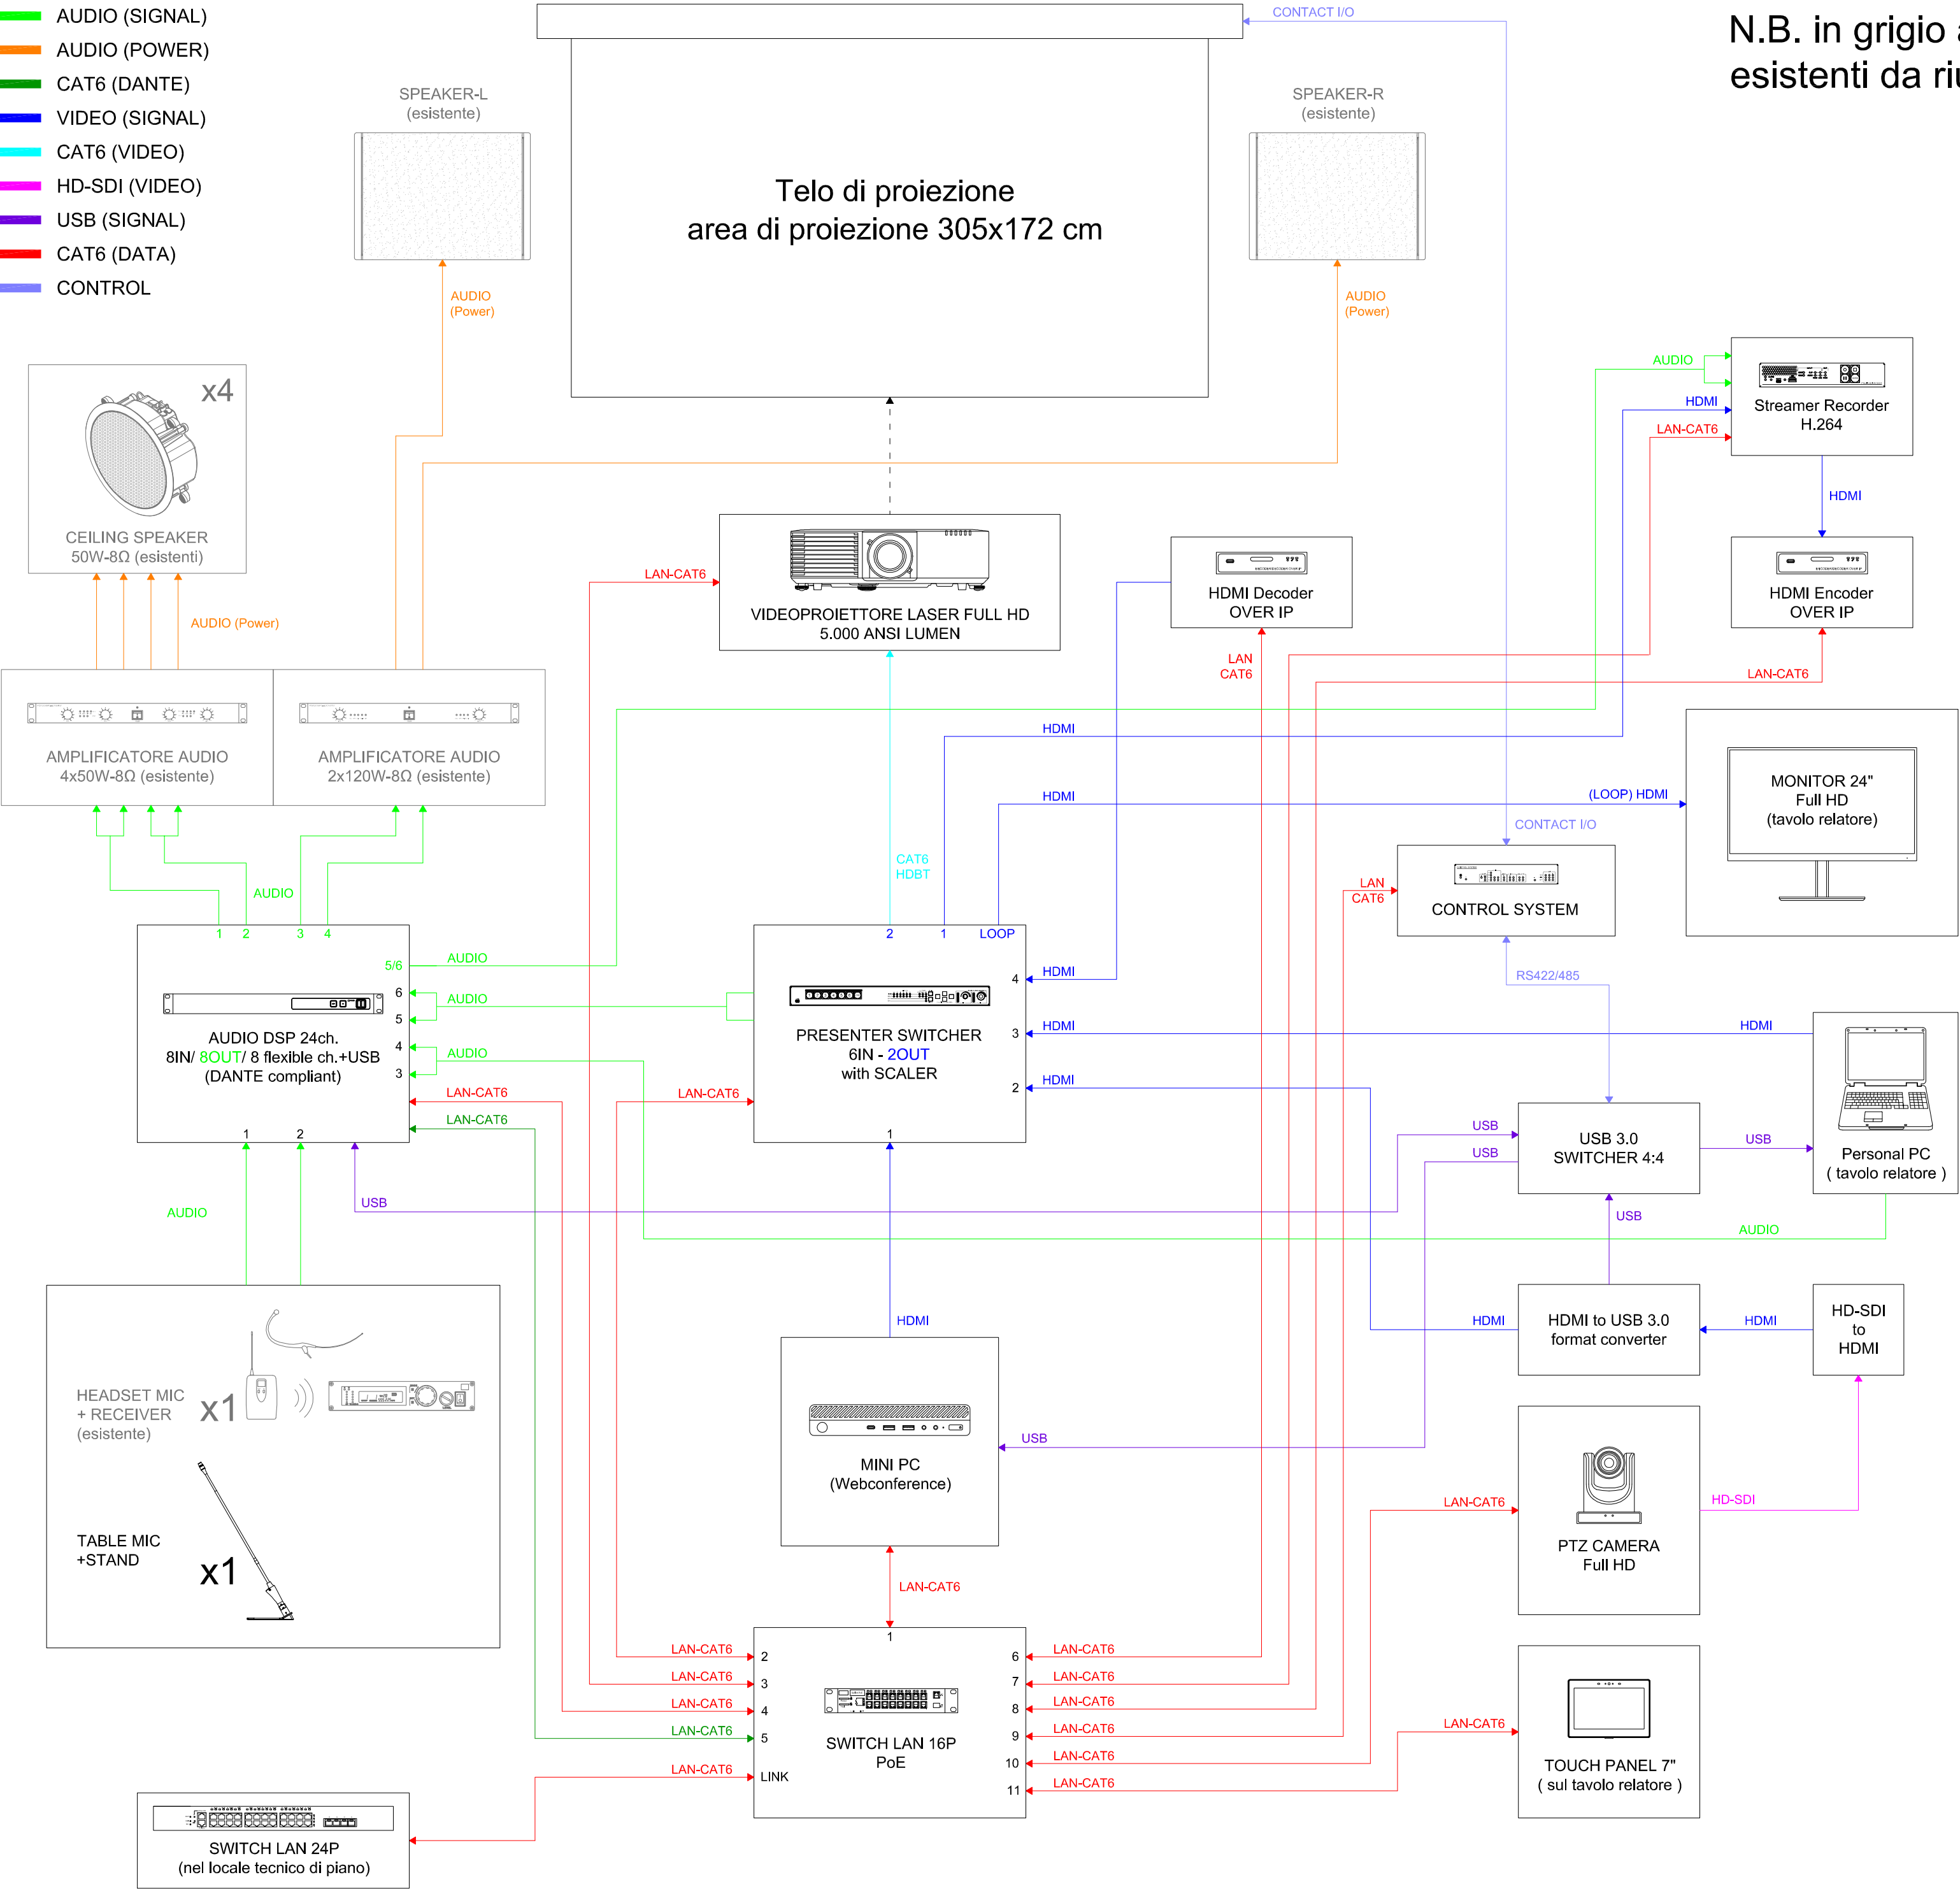 AUDIO (SIGNAL)
AUDIO (POWER)
CAT6 (DANTE)
VIDEO (SIGNAL)
CAT6 (VIDEO)
HD-SDI (VIDEO)
USB (SIGNAL)
CAT6 (DATA)
CONTROL
N.B. in grigio
esistenti da
CONTACT I/O
SPEAKER-L
(esistente)
SPEAKER-R
(esistente)
Telo di proiezione
area di proiezione 305x172 cm
AUDIO
(Power)
AUDIO
(Power)
x4
CEILING SPEAKER
50W-8Ω (esistenti)
AUDIO (Power)
AUDIO
HDMI
LAN-CAT6
Streamer Recorder
H.264
HDMI
LAN-CAT6
VIDEOPROIETTORE LASER FULL HD
5.000 ANSI LUMEN
HDMI Decoder
OVER IP
HDMI Encoder
OVER IP
LAN
CAT6
LAN-CAT6
AMPLIFICATORE AUDIO
4x50W-8Ω (esistente)
AMPLIFICATORE AUDIO
2x120W-8Ω (esistente)
HDMI
HDMI
(LOOP) HDMI
MONITOR 24"
Full HD
(tavolo relatore)
CONTACT I/O
CAT6
HDBT
LAN
CAT6
CONTROL SYSTEM
AUDIO
1
2
3
4
5/6
AUDIO
6
AUDIO
5
4
AUDIO
3
LAN-CAT6
LAN-CAT6
AUDIO DSP 24ch.
8IN/ 8OUT/ 8 flexible ch.+USB
(DANTE compliant)
1
2
2
1
LOOP
4
HDMI
3
HDMI
2
HDMI
PRESENTER SWITCHER
6IN - 2OUT
with SCALER
LAN-CAT6
1
RS422/485
HDMI
USB
USB
USB 3.0
SWITCHER 4:4
USB
Personal PC
( tavolo relatore )
USB
AUDIO
USB
AUDIO
HDMI
HDMI
HDMI to USB 3.0
format converter
HDMI
HD-SDI
to
HDMI
HEADSET MIC
+ RECEIVER
(esistente)
x1
TABLE MIC
+STAND
x1
MINI PC
(Webconference)
USB
LAN-CAT6
PTZ CAMERA
Full HD
HD-SDI
LAN-CAT6
1
LAN-CAT6
2
LAN-CAT6
3
LAN-CAT6
4
LAN-CAT6
5
LAN-CAT6
LINK
SWITCH LAN 16P
PoE
6
LAN-CAT6
7
LAN-CAT6
8
LAN-CAT6
9
LAN-CAT6
10
LAN-CAT6
11
LAN-CAT6
LAN-CAT6
TOUCH PANEL 7"
( sul tavolo relatore )
SWITCH LAN 24P
(nel locale tecnico di piano)